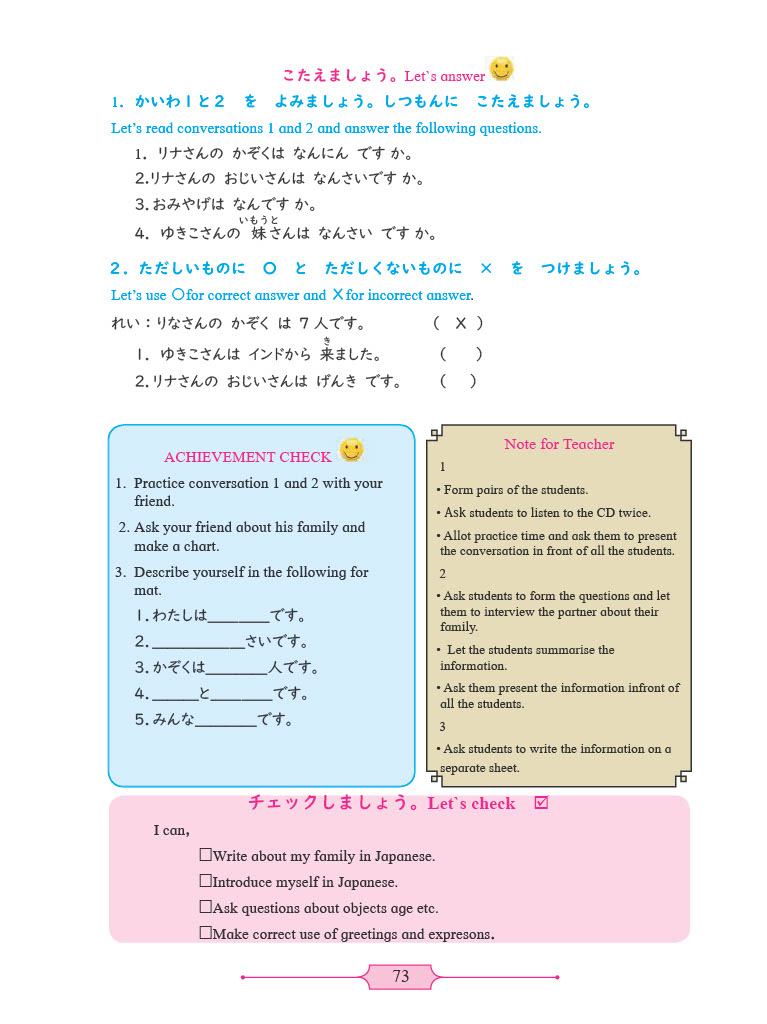 こたえましょう。Let`s answer
1. かいわ1と2 を よみましょう。しつもんに こたえましょう。
Let's read conversations 1 and 2 and answer the following questions.
1. リナさんの かぞくは なんにん です か。
2.リナさんの おじいさんは なんさいです か。
3.おみやげは なんです か。
いもうと
4. ゆきこさんの 妹さんは なんさい です か。
2. ただしいものに 〇 と ただしくないものに × を つけましょう。
Let's use 〇for correct answer and Xfor incorrect answer.
れい：りなさんの かぞく は 7 人です。 ( X )
き
1. ゆきこさんは インドから 来ました。 ( )
2.リナさんの おじいさんは げんき です。 ( )
ACHIEVEMENT CHECK
1. Practice conversation 1 and 2 with your
friend.
2. Ask your friend about his family and
make a chart.
3. Describe yourself in the following for
mat.
1.わたしは________です。
2.____________さいです。
3.かぞくは________人です。
4.______と________です。
5.みんな________です。
Note for Teacher
1
• Form pairs of the students.
• Ask students to listen to the CD twice.
• Allot practice time and ask them to present
the conversation in front of all the students.
2
• Ask students to form the questions and let
them to interview the partner about their
family.
• Let the students summarise the
information.
• Ask them present the information infront of
all the students.
3
• Ask students to write the information on a
separate sheet.
チェックしましょう。Let`s check ☑
I can,
☐Write about my family in Japanese.
☐Introduce myself in Japanese.
☐Ask questions about objects age etc.
☐Make correct use of greetings and expresons.
73